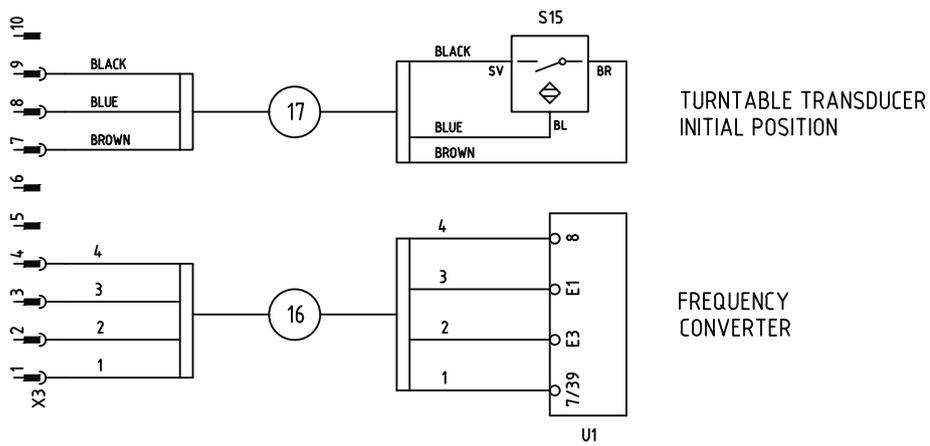 S15
10
9 BLACK BLACK SV BR
8 BLUE 17 BLUE BL
7 BROWN BROWN
TURNTABLE TRANSDUCER
INITIAL POSITION
6
5
4 4 4 8
3 3 3 E1
16
2 2 2 E3
1 1 1 7/39
X3
U1
FREQUENCY
CONVERTER